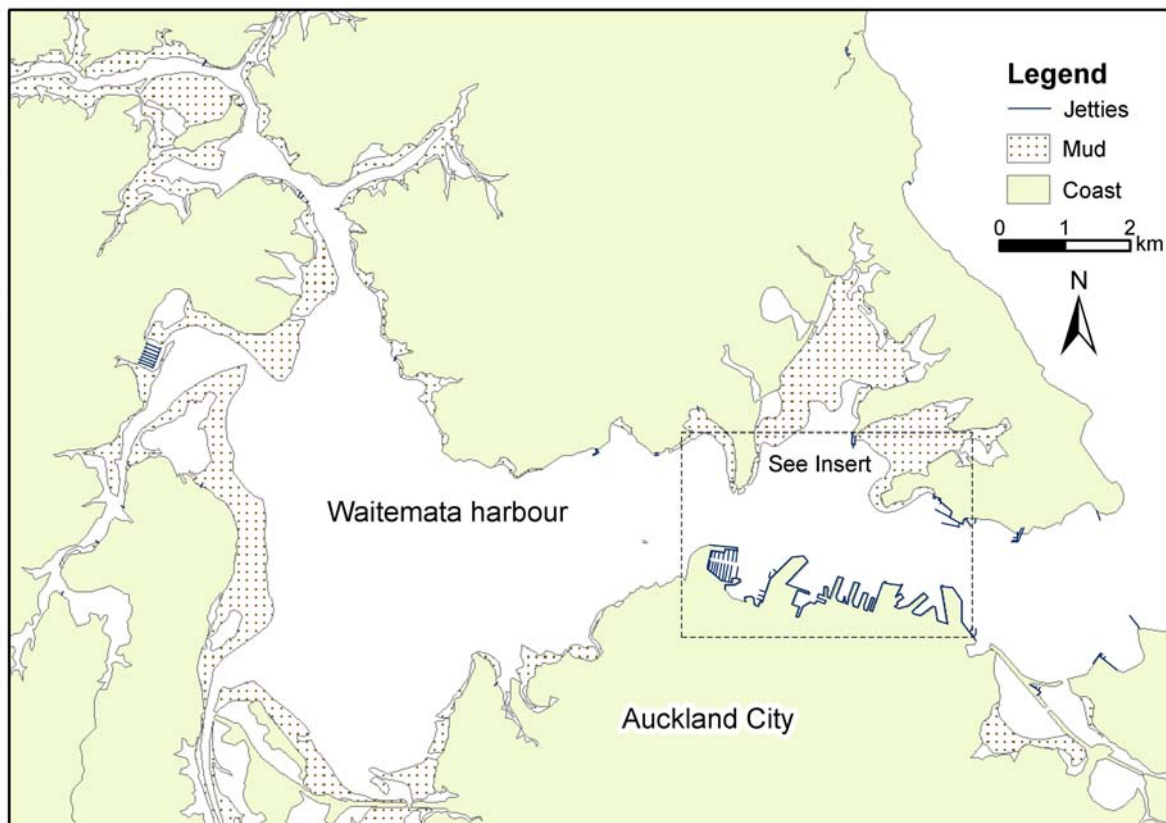 Legend
Jetties
Mud
Coast
0 1 2
km
N
See Insert
Waitemata harbour
Auckland City